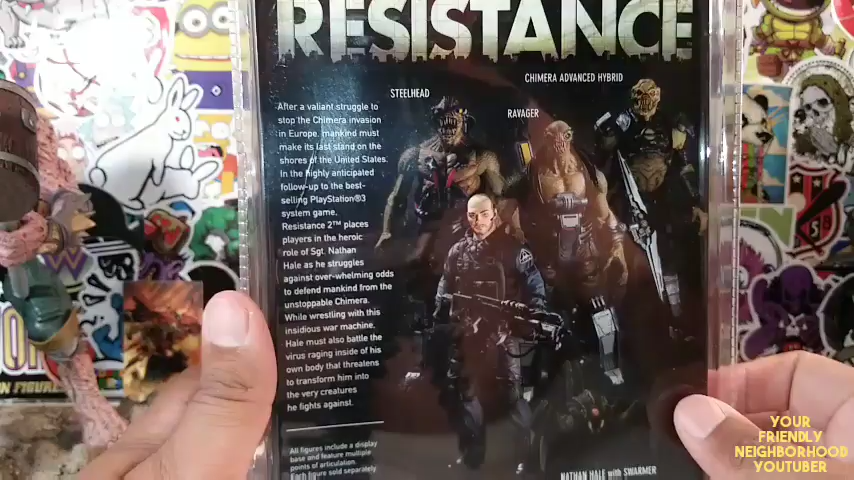 RESISTANCE
CHIMERA ADVANCED HYBRID
STEELHEAD
RAVAGER
After a valiant struggle to
stop the Chimera invasion
in Europe, mankind must
make its last stand on the
shores of the United States.
In the highly anticipated
follow-up to the best-
selling PlayStation®3
system game,
Resistance 2™ places
players in the heroic
role of Sgt. Nathan
Hale as he struggles
against over-whelming odds
to defend mankind from the
unstoppable Chimera.
While wrestling with this
insidious war machine,
Hale must also battle the
virus raging inside of his
own body that threatens
to transform him into
the very creatures
he fights against.
All figures include a display
base and feature multiple
points of articulation.
Each figure sold separately
NATHAN HALE with SWARMER
YOUR
FRIENDLY
NEIGHBORHOOD
YOUTUBER